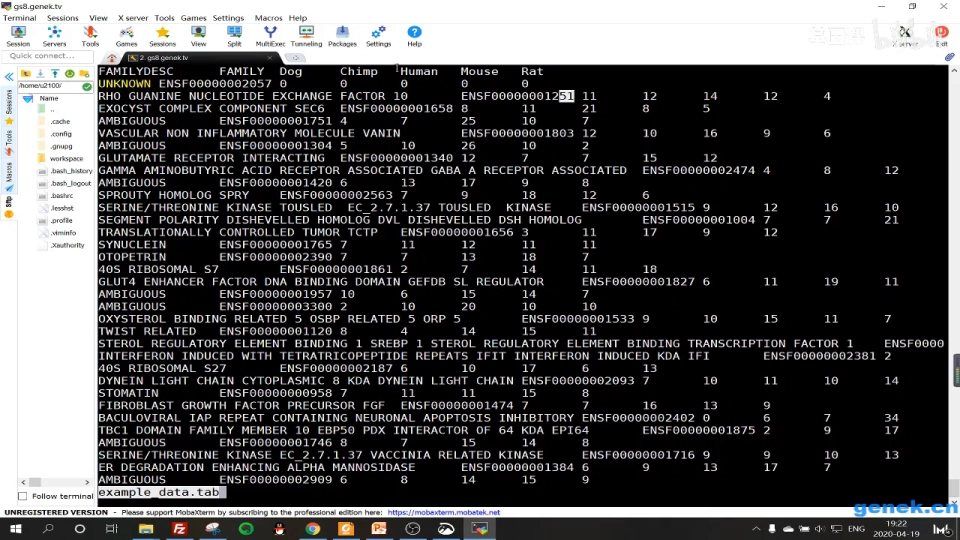 gs8.genek.tv
Terminal Sessions View X server Tools Games Settings Macros Help
Session Servers Tools Games Sessions View Split MultiExec Tunneling Packages Settings Help X server Exit
Quick connect...
2. gs8.genek.tv
/home/u2100/
Name
..
.cache
.config
.gnupg
workspace
.bash_history
.bash_logout
.bashrc
.lesshst
.profile
.viminfo
.Xauthority
Sessions
Tools
Macros
Sftp
FAMILYDESC FAMILY Dog Chimp Human Mouse Rat
UNKNOWN ENSF00000002057 0 0 0 0 0
RHO GUANINE NUCLEOTIDE EXCHANGE FACTOR 10 ENSF00000001251 11 12 14 12 4
EXOCYST COMPLEX COMPONENT SEC6 ENSF00000001658 8 11 21 8 5
AMBIGUOUS ENSF00000001751 4 7 25 10 7
VASCULAR NON INFLAMMATORY MOLECULE VANIN ENSF00000001803 12 10 16 9 6
AMBIGUOUS ENSF00000001304 5 10 26 10 2
GLUTAMATE RECEPTOR INTERACTING ENSF00000001340 12 7 7 15 12
GAMMA AMINOBUTYRIC ACID RECEPTOR ASSOCIATED GABA A RECEPTOR ASSOCIATED ENSF00000002474 4 8 12
AMBIGUOUS ENSF00000001420 6 13 17 9 8
SPROUTY HOMOLOG SPRY ENSF00000002563 7 9 18 12 6
SERINE/THREONINE KINASE TOUSLED EC_2.7.1.37 TOUSLED KINASE ENSF00000001515 9 12 16 10
SEGMENT POLARITY DISHEVELLED HOMOLOG DVL DISHEVELLED DSH HOMOLOG ENSF00000001004 7 7 21
TRANSLATIONALLY CONTROLLED TUMOR TCTP ENSF00000001656 3 11 17 9 12
SYNUCLEIN ENSF00000001765 7 11 12 11 11
OTOPETRIN ENSF00000002390 7 7 13 18 7
40S RIBOSOMAL S7 ENSF00000001861 2 7 14 11 18
GLUT4 ENHANCER FACTOR DNA BINDING DOMAIN GEFDB SL REGULATOR ENSF00000001827 6 11 19 11
AMBIGUOUS ENSF00000001957 10 6 15 14 7
AMBIGUOUS ENSF00000003300 2 10 20 10 10
OXYSTEROL BINDING RELATED 5 OSBP RELATED 5 ORP 5 ENSF00000001533 9 10 15 11 7
TWIST RELATED ENSF00000001120 8 4 14 15 11
STEROL REGULATORY ELEMENT BINDING 1 SREBP 1 STEROL REGULATORY ELEMENT BINDING TRANSCRIPTION FACTOR 1 ENSF0000
INTERFERON INDUCED WITH TETRATRICOPEPTIDE REPEATS IFIT INTERFERON INDUCED KDA IFI ENSF00000002381 2
40S RIBOSOMAL S27 ENSF00000002187 6 10 17 6 13
DYNEIN LIGHT CHAIN CYTOPLASMIC 8 KDA DYNEIN LIGHT CHAIN ENSF00000002093 7 10 11 10 14
STOMATIN ENSF00000000958 7 11 11 15 8
FIBROBLAST GROWTH FACTOR PRECURSOR FGF ENSF00000001474 7 7 16 13 9
BACULOVIRAL IAP REPEAT CONTAINING NEURONAL APOPTOSIS INHIBITORY ENSF00000002402 0 6 7 34
TBC1 DOMAIN FAMILY MEMBER 10 EBP50 PDX INTERACTOR OF 64 KDA EPI64 ENSF00000001875 2 9 17
AMBIGUOUS ENSF00000001746 8 7 15 14 8
SERINE/THREONINE KINASE EC_2.7.1.37 VACCINIA RELATED KINASE ENSF00000001716 9 9 10 13
ER DEGRADATION ENHANCING ALPHA MANNOSIDASE ENSF00000001384 6 9 13 17 7
AMBIGUOUS ENSF00000002909 6 8 14 15 9
example_data.tab
Follow terminal
UNREGISTERED VERSION - Please support MobaXterm by subscribing to the professional edition here: https://mobaxterm.mobatek.net
genek.cn
ENG
19:22
2020-04-19